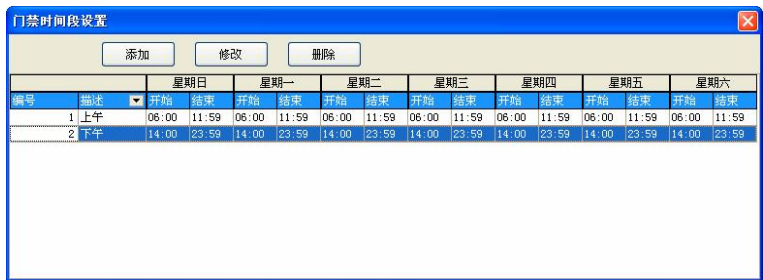 门禁时间段设置
添加 修改 删除
星期日 星期一 星期二 星期三 星期四 星期五 星期六
编号 描述 开始 结束 开始 结束 开始 结束 开始 结束 开始 结束 开始 结束 开始 结束
1 上午 06:00 11:59 06:00 11:59 06:00 11:59 06:00 11:59 06:00 11:59 06:00 11:59 06:00 11:59
2 下午 14:00 23:59 14:00 23:59 14:00 23:59 14:00 23:59 14:00 23:59 14:00 23:59 14:00 23:59